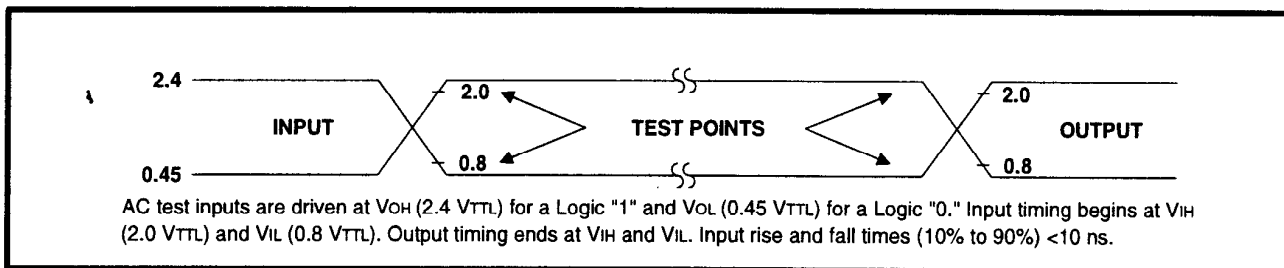 2.4
2.0
2.0
INPUT
TEST POINTS
OUTPUT
0.8
0.8
0.45
AC test inputs are driven at VOH (2.4 VTTL) for a Logic "1" and VOL (0.45 VTTL) for a Logic "0." Input timing begins at VIH
(2.0 VTTL) and VIL (0.8 VTTL). Output timing ends at VIH and VIL. Input rise and fall times (10% to 90%) <10 ns.